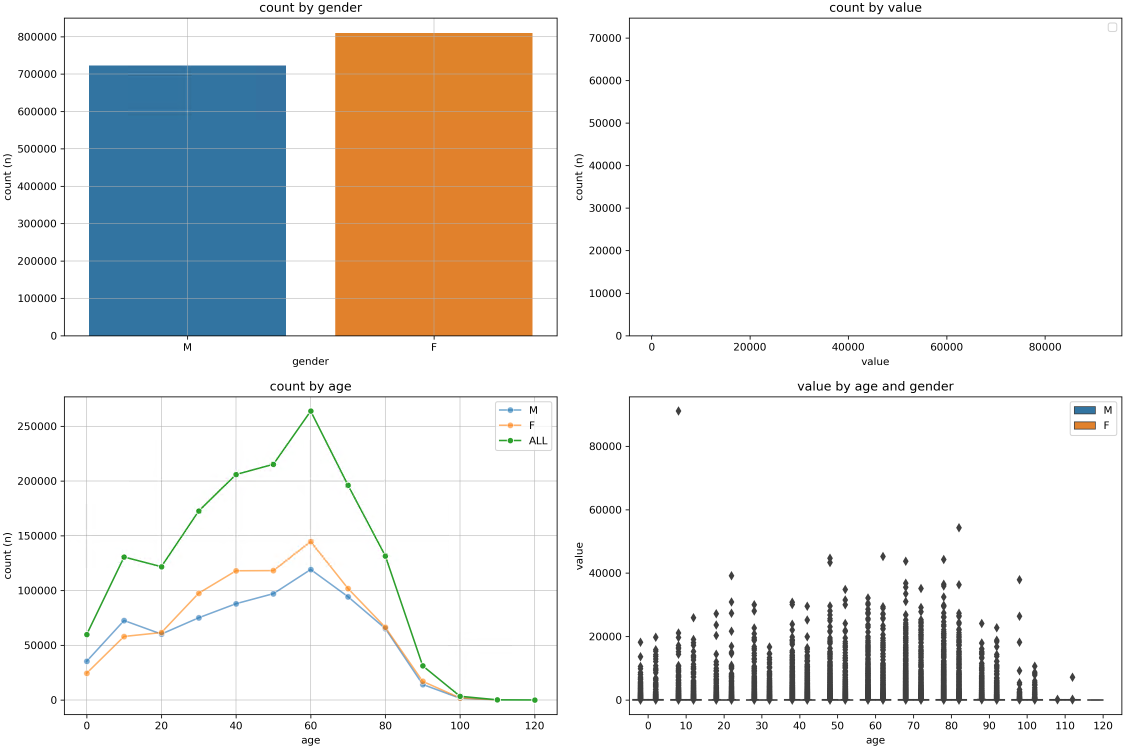 count by gender
count (n)
800000
700000
600000
500000
400000
300000
200000
100000
0
M
F
gender
count by value
count (n)
70000
60000
50000
40000
30000
20000
10000
0
0
20000
40000
60000
80000
value
count by age
count (n)
250000
200000
150000
100000
50000
0
M
F
ALL
0
20
40
60
80
100
120
age
value by age and gender
value
80000
60000
40000
20000
0
M
F
0
10
20
30
40
50
60
70
80
90
100
110
120
age